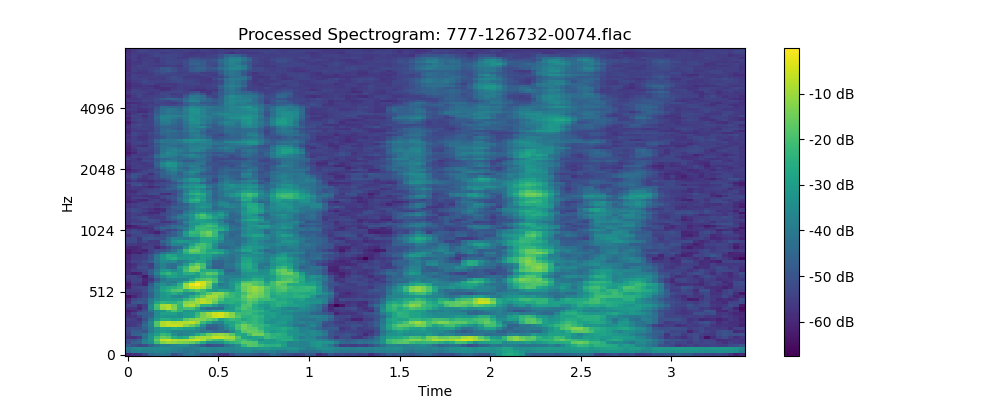 Processed Spectrogram: 777-126732-0074.flac
Hz
4096
2048
1024
512
0
0
0.5
1
1.5
2
2.5
3
Time
-10 dB
-20 dB
-30 dB
-40 dB
-50 dB
-60 dB